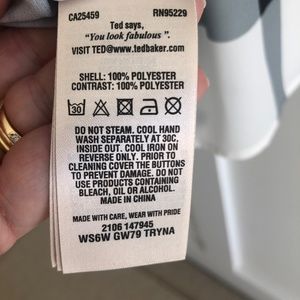 CA25459 RN95229
Ted says,
"You look fabulous".
VISIT TED@www.tedbaker.com
SHELL: 100% POLYESTER
CONTRAST: 100% POLYESTER
30
DO NOT STEAM. COOL HAND
WASH SEPARATELY AT 30C,
INSIDE OUT. COOL IRON ON
REVERSE ONLY. PRIOR TO
CLEANING COVER THE BUTTONS
TO PREVENT DAMAGE. DO NOT
USE PRODUCTS CONTAINING
BLEACH, OIL OR ALCOHOL.
MADE IN CHINA
MADE WITH CARE, WEAR WITH PRIDE
2106 147945
WS6W GW79 TRYNA